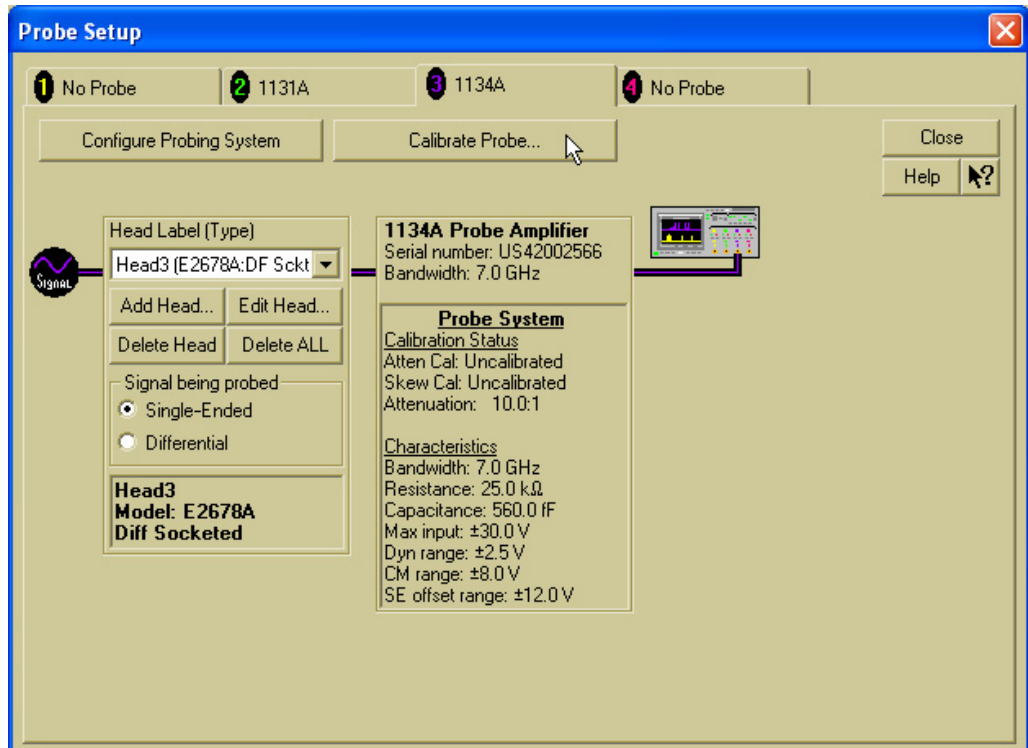 Probe Setup
1 No Probe
2 1131A
3 1134A
4 No Probe
Configure Probing System
Calibrate Probe...
Close
Help
?
Signal
Head Label (Type)
Head3 (E2678A:DF Sckt
Add Head...
Edit Head...
Delete Head
Delete ALL
Signal being probed
Single-Ended
Differential
Head3
Model: E2678A
Diff Socketed
1134A Probe Amplifier
Serial number: US42002566
Bandwidth: 7.0 GHz
Probe System
Calibration Status
Atten Cal: Uncalibrated
Skew Cal: Uncalibrated
Attenuation: 10.0:1
Characteristics
Bandwidth: 7.0 GHz
Resistance: 25.0 kΩ
Capacitance: 560.0 fF
Max input: ±30.0 V
Dyn range: ±2.5 V
CM range: ±8.0 V
SE offset range: ±12.0 V